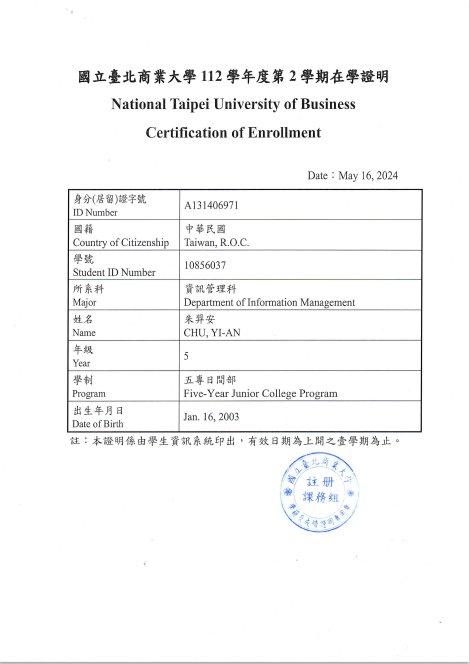 國立臺北商業大學 112 學年度第 2 學期在學證明
National Taipei University of Business
Certification of Enrollment
Date：May 16, 2024
身分(居留)證字號
ID Number
A131406971
國籍
Country of Citizenship
中華民國
Taiwan, R.O.C.
學號
Student ID Number
10856037
所系科
Major
資訊管理科
Department of Information Management
姓名
Name
朱羿安
CHU, YI-AN
年級
Year
5
學制
Program
五專日間部
Five-Year Junior College Program
出生年月日
Date of Birth
Jan. 16, 2003
註：本證明係由學生資訊系統印出，有效日期為上開之壹學期為止。
國立臺北商業大學
註冊
課務組